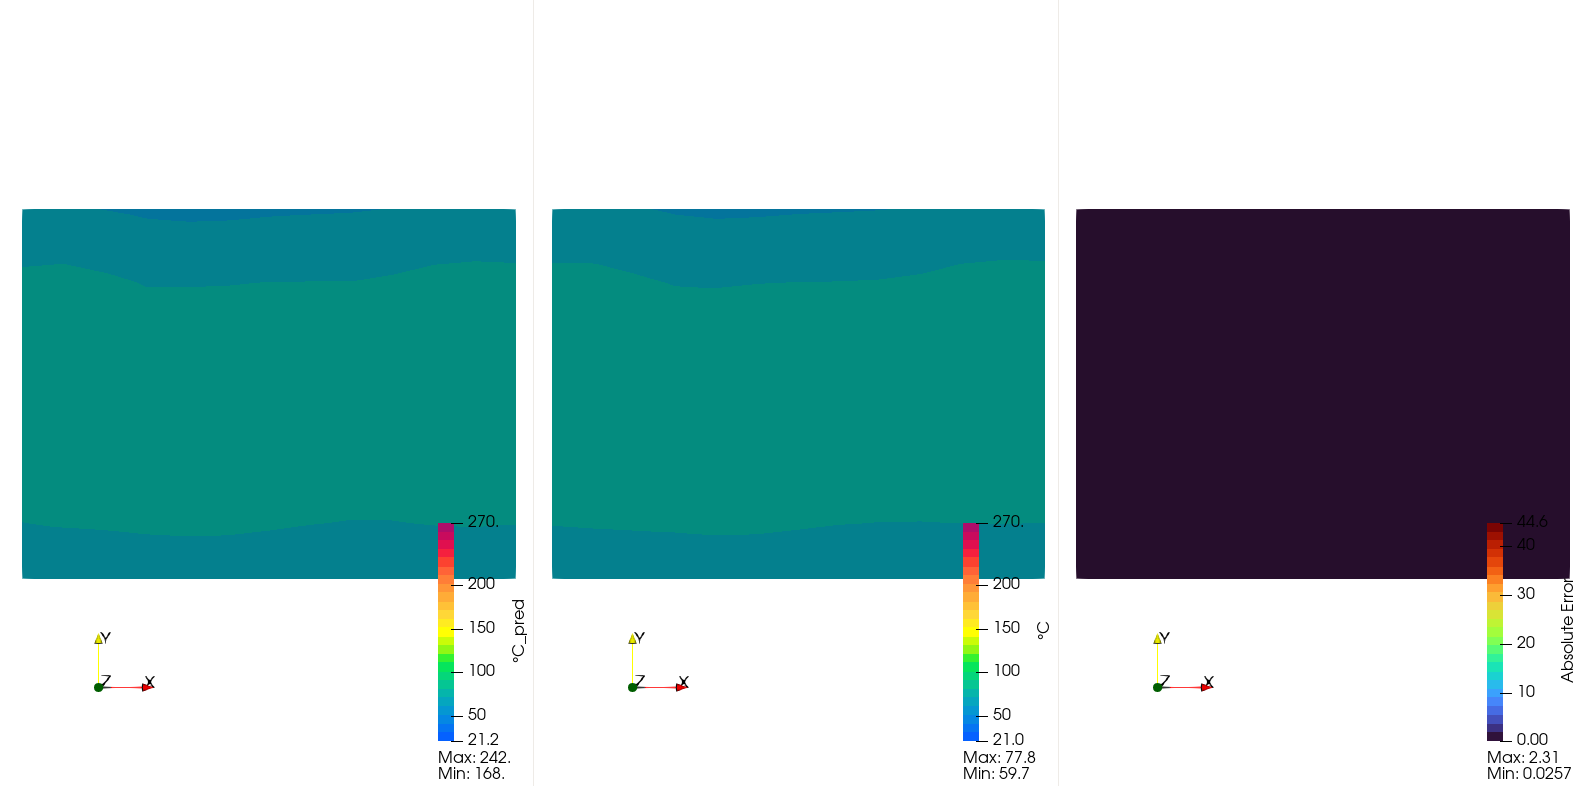 270.
200
150
100
50
21.2
°C_pred
Max: 242.
Min: 168.
Y
Z
X
270.
200
150
100
50
21.0
°C
Max: 77.8
Min: 59.7
Y
Z
X
44.6
40
30
20
10
0.00
Absolute Error
Max: 2.31
Min: 0.0257
Y
Z
X